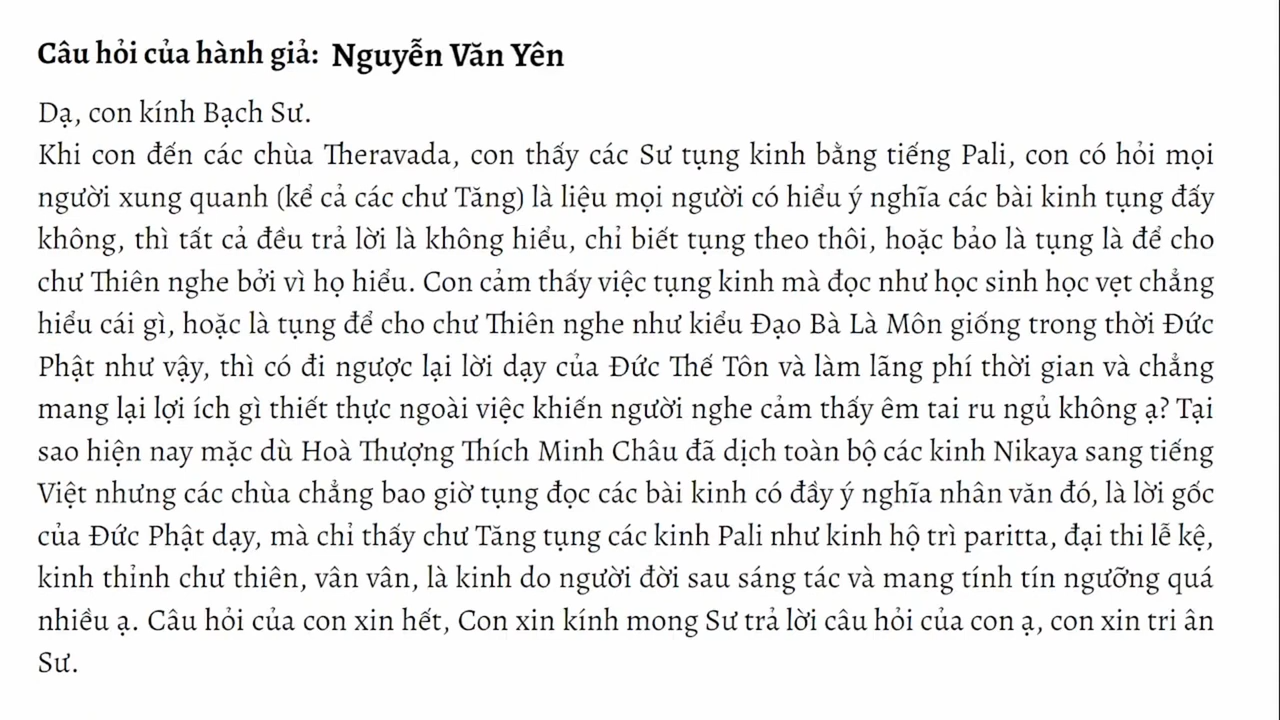 Câu hỏi của hành giả: Nguyễn Văn Yên
Dạ, con kính Bạch Sư.
Khi con đến các chùa Theravada, con thấy các Sư tụng kinh bằng tiếng Pali, con có hỏi mọi
người xung quanh (kể cả các chư Tăng) là liệu mọi người có hiểu ý nghĩa các bài kinh tụng đấy
không, thì tất cả đều trả lời là không hiểu, chỉ biết tụng theo thôi, hoặc bảo là tụng là để cho
chư Thiên nghe bởi vì họ hiểu. Con cảm thấy việc tụng kinh mà đọc như học sinh học vẹt chẳng
hiểu cái gì, hoặc là tụng để cho chư Thiên nghe như kiểu Đạo Bà La Môn giống trong thời Đức
Phật như vậy, thì có đi ngược lại lời dạy của Đức Thế Tôn và làm lãng phí thời gian và chẳng
mang lại lợi ích gì thiết thực ngoài việc khiến người nghe cảm thấy êm tai ru ngủ không ạ? Tại
sao hiện nay mặc dù Hoà Thượng Thích Minh Châu đã dịch toàn bộ các kinh Nikaya sang tiếng
Việt nhưng các chùa chẳng bao giờ tụng đọc các bài kinh có đầy ý nghĩa nhân văn đó, là lời gốc
của Đức Phật dạy, mà chỉ thấy chư Tăng tụng các kinh Pali như kinh hộ trì paritta, đại thi lễ kệ,
kinh thỉnh chư thiên, vân vân, là kinh do người đời sau sáng tác và mang tính tín ngưỡng quá
nhiều ạ. Câu hỏi của con xin hết, Con xin kính mong Sư trả lời câu hỏi của con ạ, con xin tri ân
Sư.